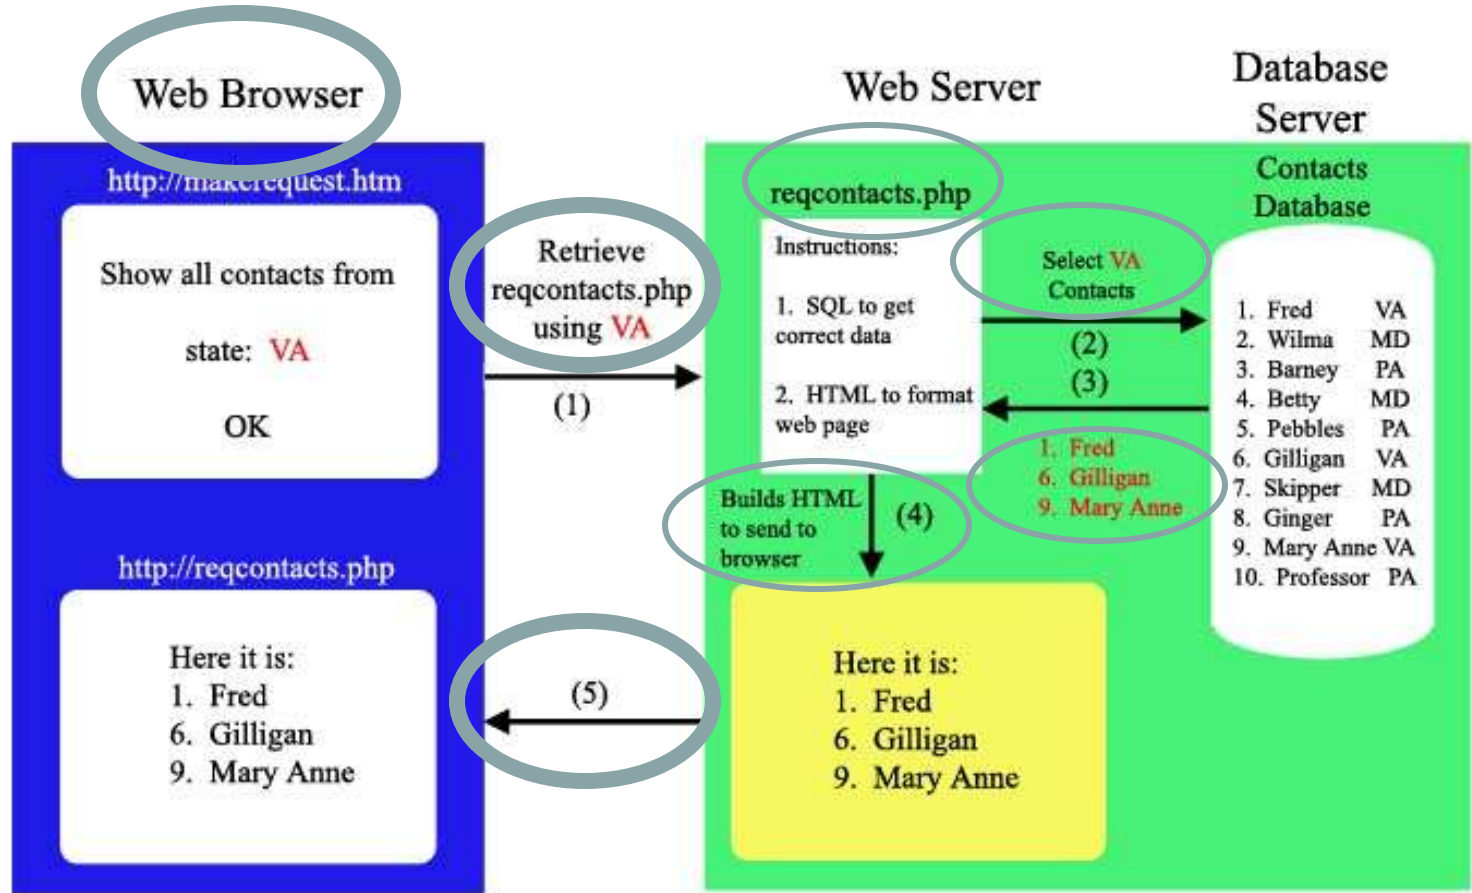 Web Browser
http://makerequest.htm
Show all contacts from
state: VA
OK
Retrieve
reqcontacts.php
using VA
(1)
Web Server
reqcontacts.php
Instructions:
1. SQL to get
correct data
2. HTML to format
web page
Select VA
Contacts
(2)
(3)
1. Fred
6. Gilligan
9. Mary Anne
Database
Server
Contacts
Database
1. Fred VA
2. Wilma MD
3. Barney PA
4. Betty MD
5. Pebbles PA
6. Gilligan VA
7. Skipper MD
8. Ginger PA
9. Mary Anne VA
10. Professor PA
Builds HTML
to send to
browser
(4)
Here it is:
1. Fred
6. Gilligan
9. Mary Anne
(5)
http://reqcontacts.php
Here it is:
1. Fred
6. Gilligan
9. Mary Anne